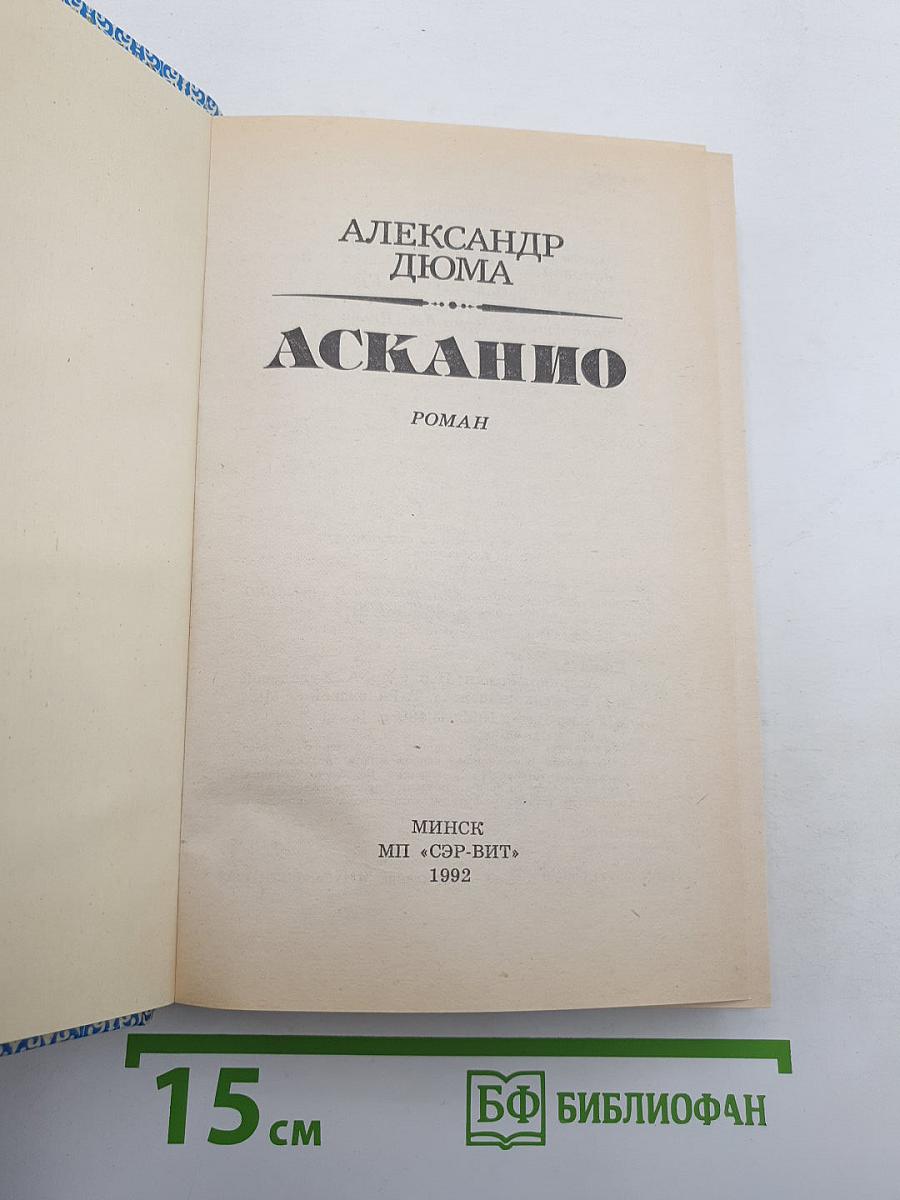 АЛЕКСАНДР
ДЮМА
АСКАНИО
РОМАН
МИНСК
МП «СЭР-ВИТ»
1992
15 см
БФ БИБЛИОФАН